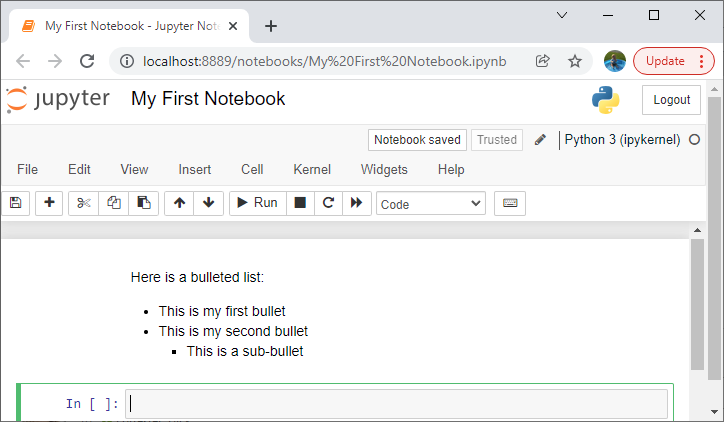 My First Notebook - Jupyter Note
localhost:8889/notebooks/My%20First%20Notebook.ipynb
Update
jupyter My First Notebook
Logout
Notebook saved Trusted Python 3 (ipykernel)
File Edit View Insert Cell Kernel Widgets Help
Run Code
Here is a bulleted list:
This is my first bullet
This is my second bullet
This is a sub-bullet
In [ ]: